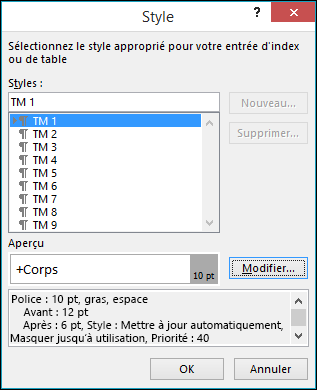 Style
?
Sélectionnez le style approprié pour votre entrée d'index
ou de table
Styles :
TM 1
Nouveau...
TM 1
TM 2
Supprimer...
TM 3
TM 4
TM 5
TM 6
TM 7
TM 8
TM 9
Aperçu
+Corps
10 pt
Modifier...
Police : 10 pt, gras, espace
Avant : 12 pt
Après : 6 pt, Style : Mettre à jour automatiquement,
Masquer jusqu'à utilisation, Priorité : 40
OK
Annuler